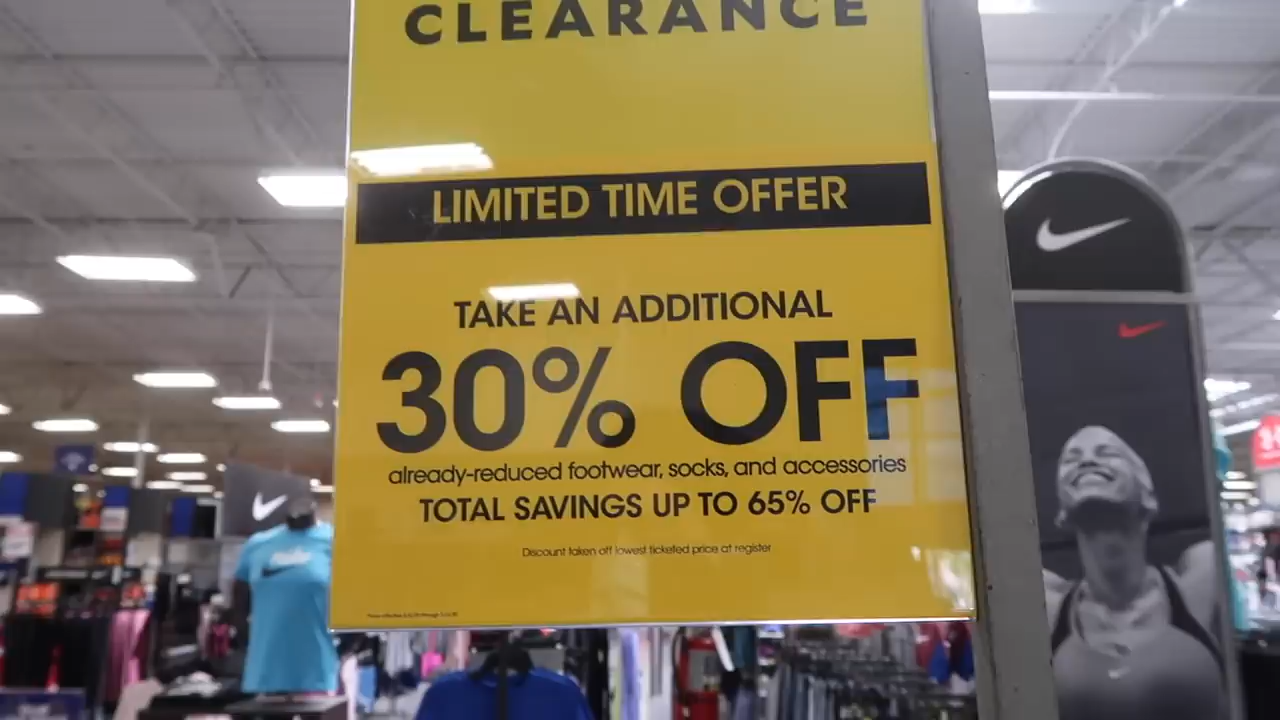 CLEARANCE
LIMITED TIME OFFER
TAKE AN ADDITIONAL
30% OFF
already-reduced footwear, socks, and accessories
TOTAL SAVINGS UP TO 65% OFF
Discount taken off lowest ticketed price at register